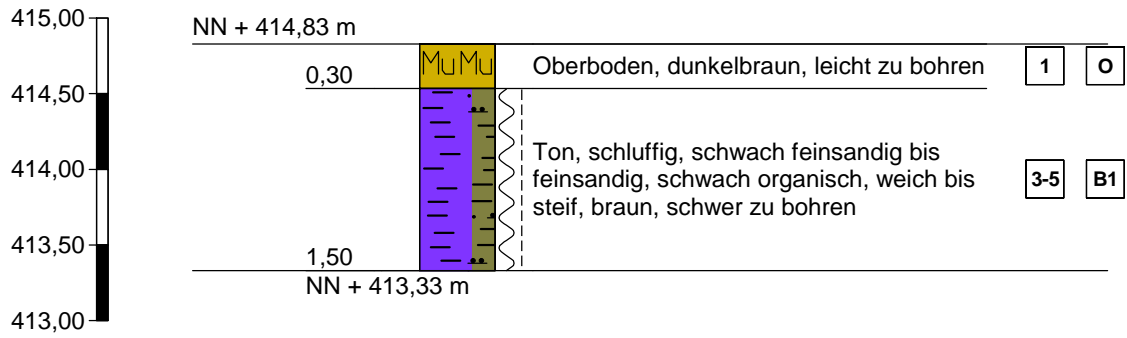 415,00
NN + 414,83 m
Mu Mu
Oberboden, dunkelbraun, leicht zu bohren
1
O
0,30
414,50
414,00
Ton, schluffig, schwach feinsandig bis
feinsandig, schwach organisch, weich bis
steif, braun, schwer zu bohren
3-5
B1
413,50
1,50
NN + 413,33 m
413,00